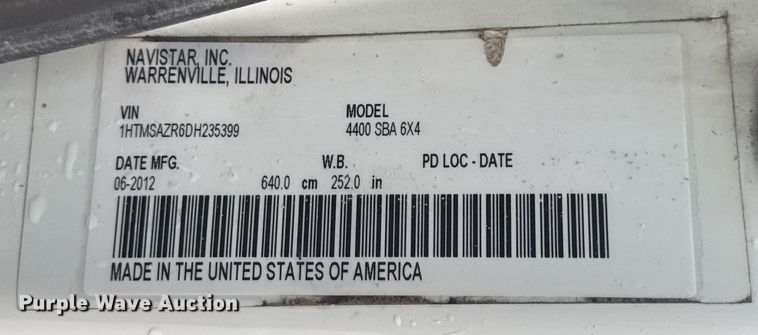 NAVISTAR, INC.
WARRENVILLE, ILLINOIS
VIN MODEL
1HTMSAZR6DH235399 4400 SBA 6X4
DATE MFG. W.B. PD LOC - DATE
06-2012 640.0 cm 252.0 in
MADE IN THE UNITED STATES OF AMERICA
Purple Wave Auction